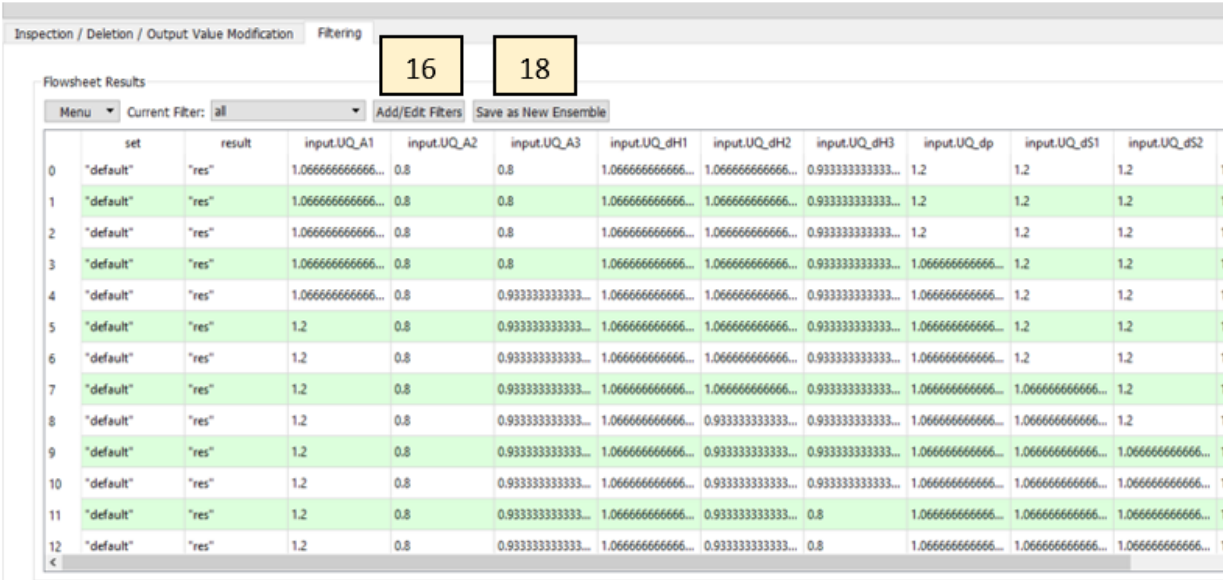 Inspection / Deletion / Output Value Modification Filtering
16 18
Flowsheet Results
Menu Current Filter: all Add/Edit Filters Save as New Ensemble
set result input.UQ_A1 input.UQ_A2 input.UQ_A3 input.UQ_dH1 input.UQ_dH2 input.UQ_dH3 input.UQ_dp input.UQ_dS1 input.UQ_dS2
0 "default" "res" 1.066666666666... 0.8 0.8 1.066666666666... 1.066666666666... 0.933333333333... 1.2 1.2 1.2
1 "default" "res" 1.066666666666... 0.8 0.8 1.066666666666... 1.066666666666... 0.933333333333... 1.2 1.2 1.2
2 "default" "res" 1.066666666666... 0.8 0.8 1.066666666666... 1.066666666666... 0.933333333333... 1.2 1.2 1.2
3 "default" "res" 1.066666666666... 0.8 0.8 1.066666666666... 1.066666666666... 0.933333333333... 1.066666666666... 1.2 1.2
4 "default" "res" 1.066666666666... 0.8 0.933333333333... 1.066666666666... 1.066666666666... 0.933333333333... 1.066666666666... 1.2 1.2
5 "default" "res" 1.2 0.8 0.933333333333... 1.066666666666... 1.066666666666... 0.933333333333... 1.066666666666... 1.2 1.2
6 "default" "res" 1.2 0.8 0.933333333333... 1.066666666666... 1.066666666666... 0.933333333333... 1.066666666666... 1.2 1.2
7 "default" "res" 1.2 0.8 0.933333333333... 1.066666666666... 1.066666666666... 0.933333333333... 1.066666666666... 1.066666666666... 1.2
8 "default" "res" 1.2 0.8 0.933333333333... 1.066666666666... 0.933333333333... 0.933333333333... 1.066666666666... 1.066666666666... 1.2
9 "default" "res" 1.2 0.8 0.933333333333... 1.066666666666... 0.933333333333... 0.933333333333... 1.066666666666... 1.066666666666... 1.066666666666...
10 "default" "res" 1.2 0.8 0.933333333333... 1.066666666666... 0.933333333333... 0.933333333333... 1.066666666666... 1.066666666666... 1.066666666666...
11 "default" "res" 1.2 0.8 0.933333333333... 1.066666666666... 0.933333333333... 0.8 1.066666666666... 1.066666666666... 1.066666666666...
12 "default" "res" 1.2 0.8 0.933333333333... 1.066666666666... 0.933333333333... 0.8 1.066666666666... 1.066666666666... 1.066666666666...